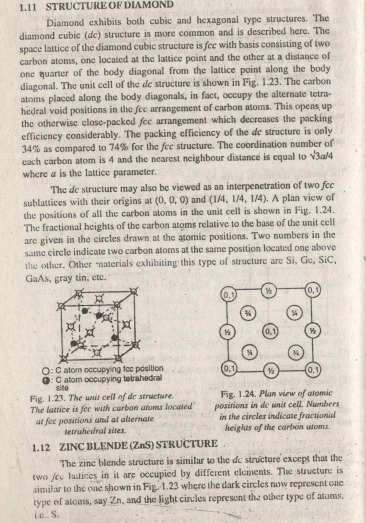 1.11 STRUCTURE OF DIAMOND
Diamond exhibits both cubic and hexagonal type structures. The
diamond cubic (dc) structure is more common and is described here. The
space lattice of the diamond cubic structure is fcc with basis consisting of two
carbon atoms, one located at the lattice point and the other at a distance of
one quarter of the body diagonal from the lattice point along the body
diagonal. The unit cell of the dc structure is shown in Fig. 1.23. The carbon
atoms placed along the body diagonals, in fact, occupy the alternate tetra-
hedral void positions in the fcc arrangement of carbon atoms. This opens up
the otherwise close-packed fcc arrangement which decreases the packing
efficiency considerably. The packing efficiency of the dc structure is only
34% as compared to 74% for the fcc structure. The coordination number of
each carbon atom is 4 and the nearest neighbour distance is equal to √3a/4
where a is the lattice parameter.
The dc structure may also be viewed as an interpenetration of two fcc
sublattices with their origins at (0, 0, 0) and (1/4, 1/4, 1/4). A plan view of
the positions of all the carbon atoms in the unit cell is shown in Fig. 1.24.
The fractional heights of the carbon atoms relative to the base of the unit cell
are given in the circles drawn at the atomic positions. Two numbers in the
same circle indicate two carbon atoms at the same position located one above
the other. Other materials exhibiting this type of structure are Si, Ge, SiC,
GaAs, gray tin, etc.
0,1 ½ 0,1
¾ ¼
½ 0,1 ½
¼ ¾
0,1 ½ 0,1
O: C atom occupying fcc position
: C atom occupying tetrahedral
site
Fig. 1.23. The unit cell of dc structure.
The lattice is fcc with carbon atoms located
at fcc positions and at alternate
tetrahedral sites.
Fig. 1.24. Plan view of atomic
positions in dc unit cell. Numbers
in the circles indicate fractional
heights of the carbon atoms.
1.12 ZINC BLENDE (ZnS) STRUCTURE
The zinc blende structure is similar to the dc structure except that the
two fcc lattices in it are occupied by different elements. The structure is
similar to the one shown in Fig. 1.23 where the dark circles now represent one
type of atoms, say Zn, and the light circles represent the other type of atoms,
i.e., S.